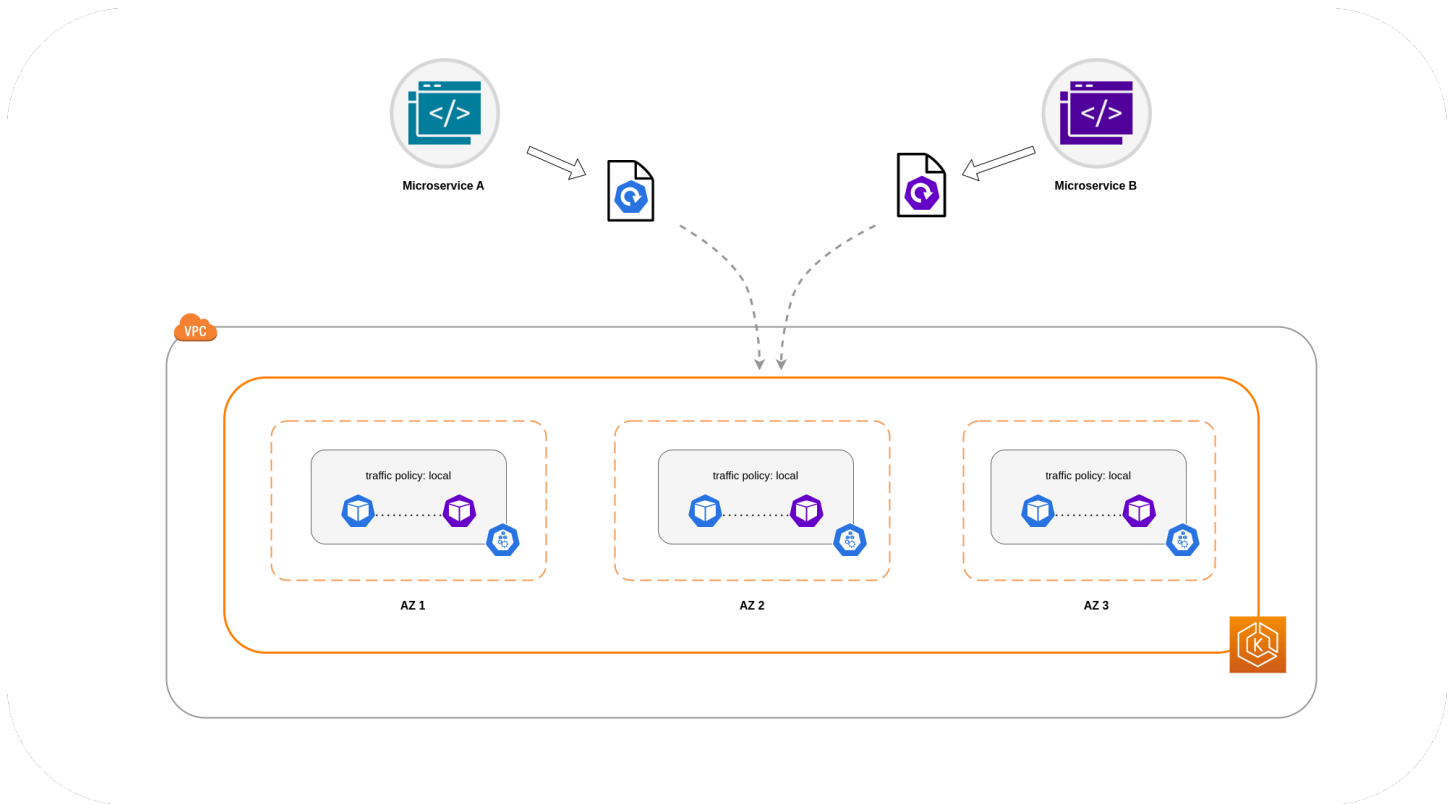 </>
</>
Microservice A
Microservice B
VPC
traffic policy: local
traffic policy: local
traffic policy: local
AZ 1
AZ 2
AZ 3
K